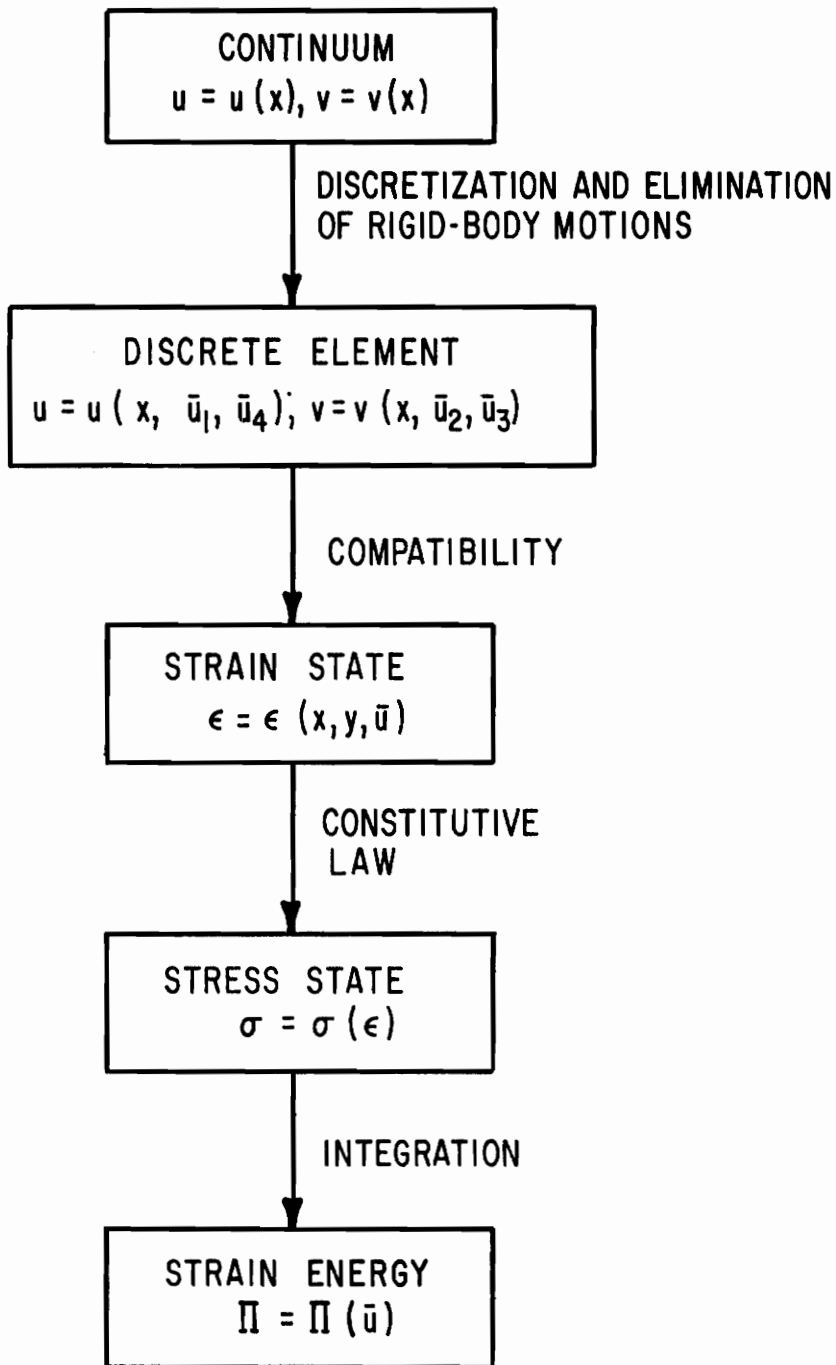 CONTINUUM
u = u (x), v = v (x)
DISCRETIZATION AND ELIMINATION
OF RIGID-BODY MOTIONS
DISCRETE ELEMENT
u = u ( x, ū₁, ū₄); v = v (x, ū₂, ū₃)
COMPATIBILITY
STRAIN STATE
ϵ = ϵ (x, y, ū)
CONSTITUTIVE
LAW
STRESS STATE
σ = σ (ϵ)
INTEGRATION
STRAIN ENERGY
Π = Π (ū)